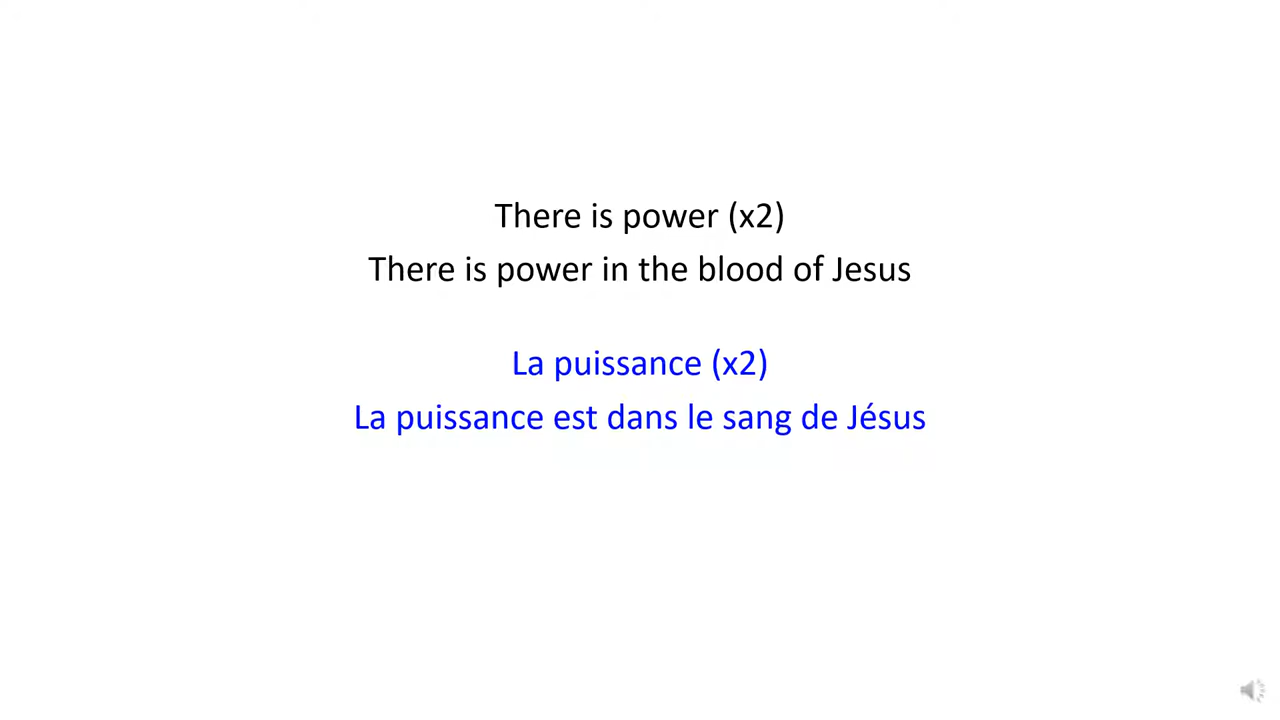 There is power (x2)
There is power in the blood of Jesus
La puissance (x2)
La puissance est dans le sang de Jésus